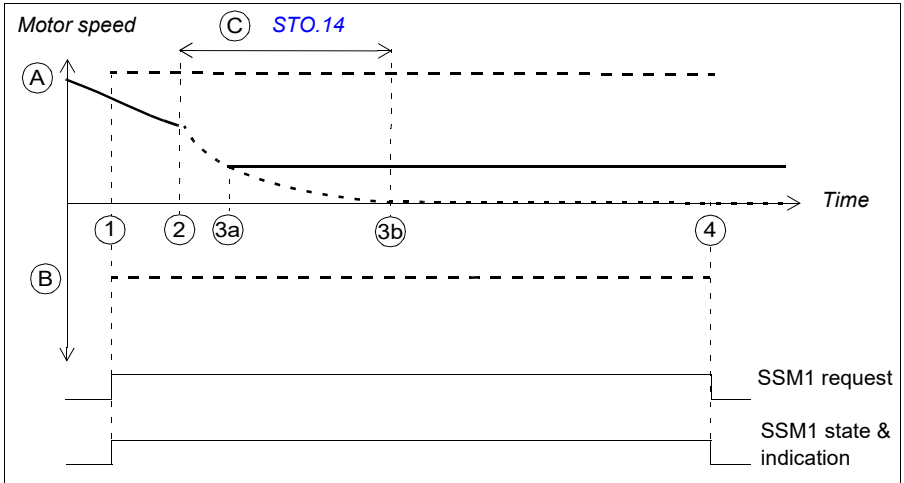 Motor speed
C STO.14
A
Time
1 2 3a 3b 4
B
SSM1 request
SSM1 state &
indication